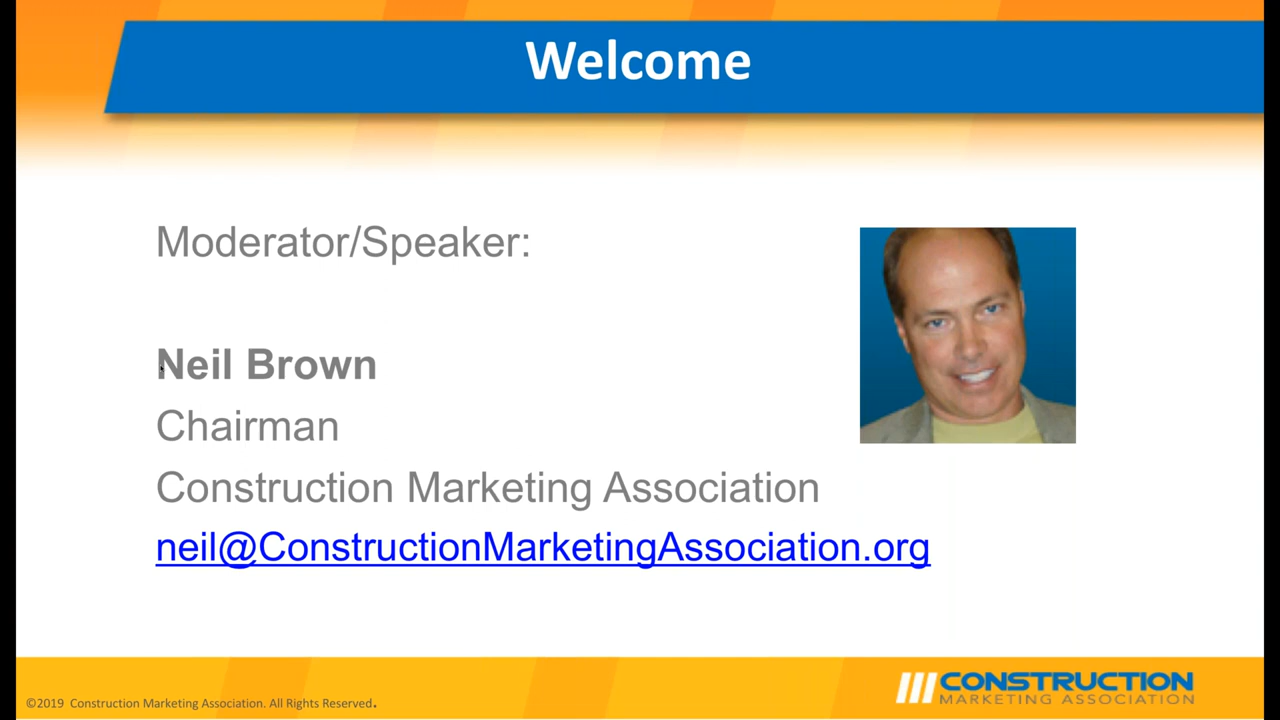 Welcome
Moderator/Speaker:
Neil Brown
Chairman
Construction Marketing Association
neil@ConstructionMarketingAssociation.org
©2019 Construction Marketing Association. All Rights Reserved.
CONSTRUCTION
MARKETING ASSOCIATION